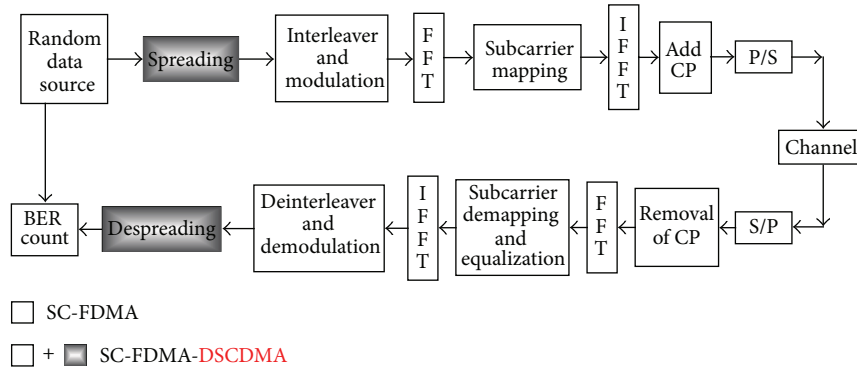 Random
data
source
Spreading
Interleaver
and
modulation
F
F
T
Subcarrier
mapping
I
F
F
T
Add
CP
P/S
Channel
BER
count
Despreading
Deinterleaver
and
demodulation
I
F
F
T
Subcarrier
demapping
and
equalization
F
F
T
Removal
of CP
S/P
SC-FDMA
+ SC-FDMA-DSCDMA